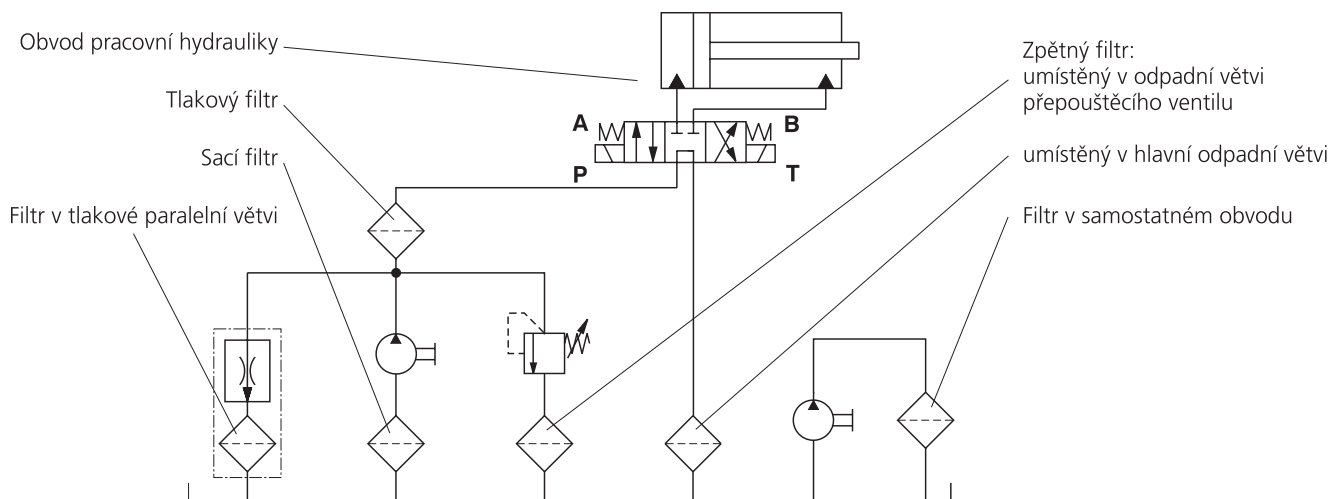 Obvod pracovní hydrauliky
Tlakový filtr
Sací filtr
Filtr v tlakové paralelní větvi
A
B
P
T
Zpětný filtr:
umístěný v odpadní větvi
přepouštěcího ventilu
umístěný v hlavní odpadní větvi
Filtr v samostatném obvodu